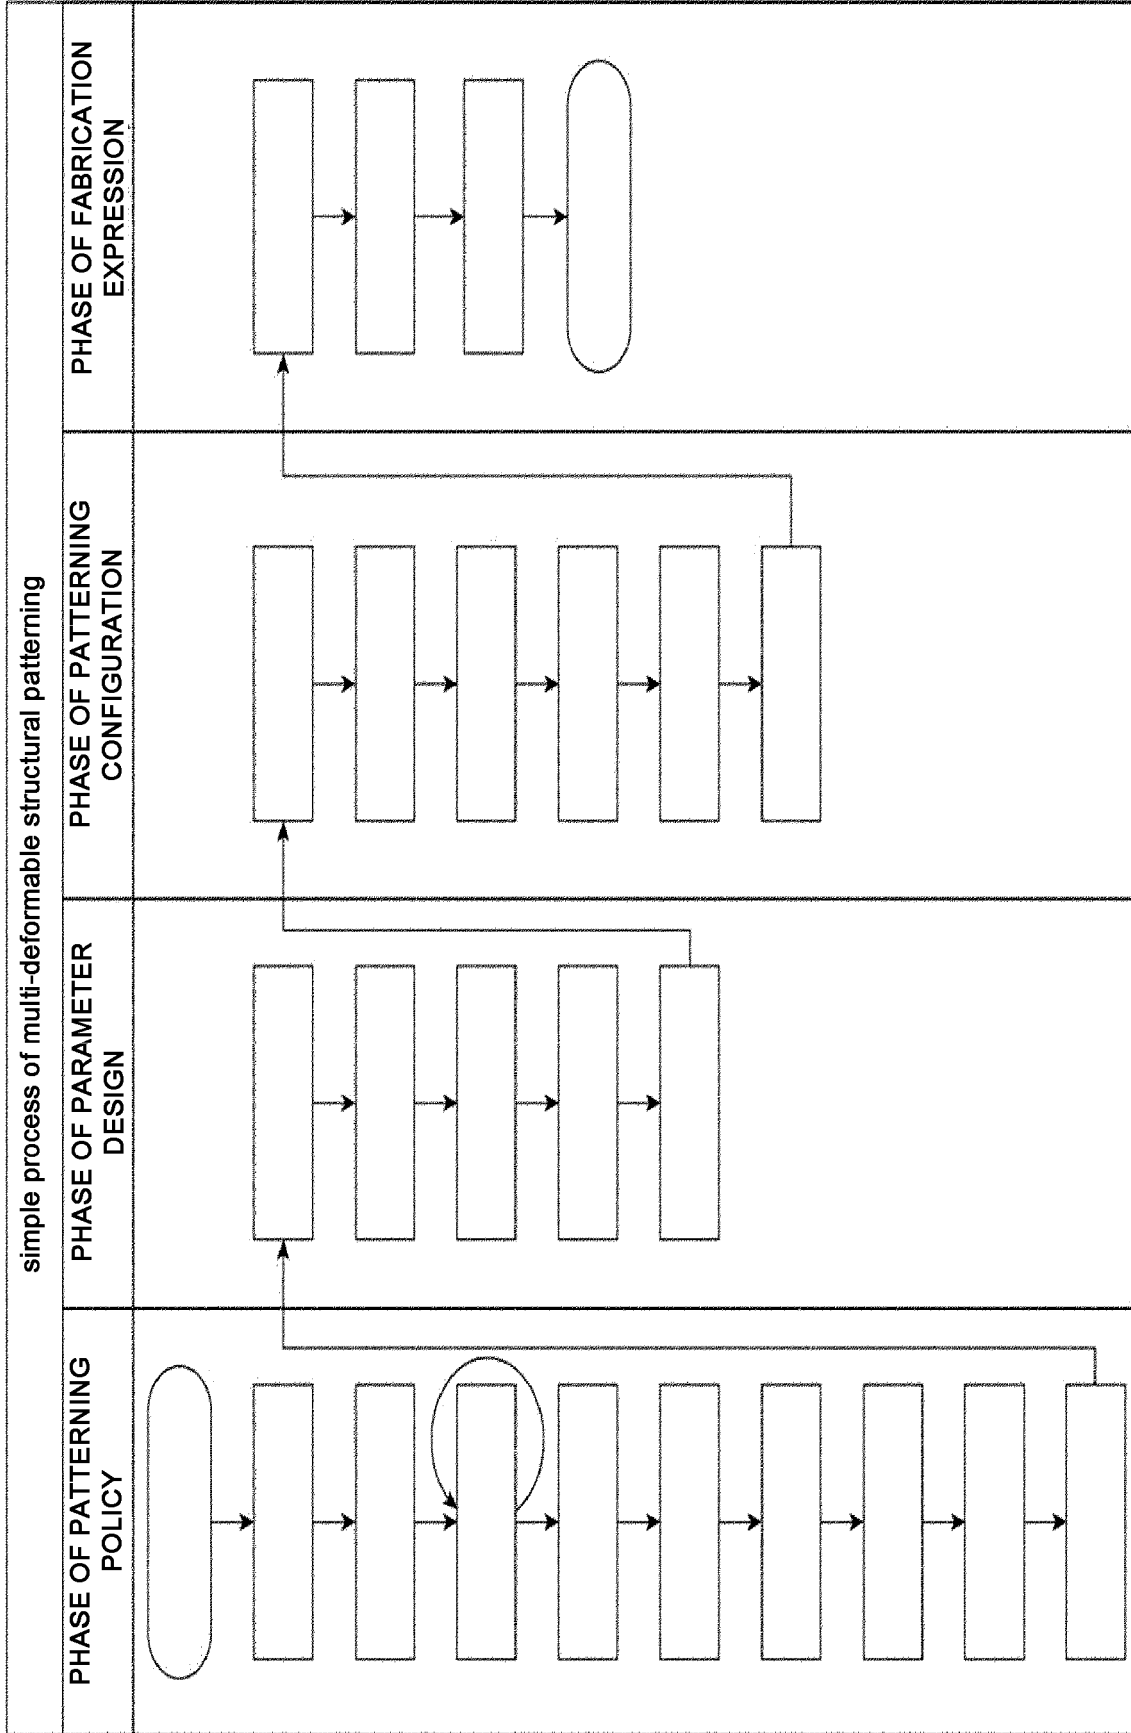 simple process of multi-deformable structural patterning
PHASE OF PATTERNING
POLICY
PHASE OF PARAMETER
DESIGN
PHASE OF PATTERNING
CONFIGURATION
PHASE OF FABRICATION
EXPRESSION